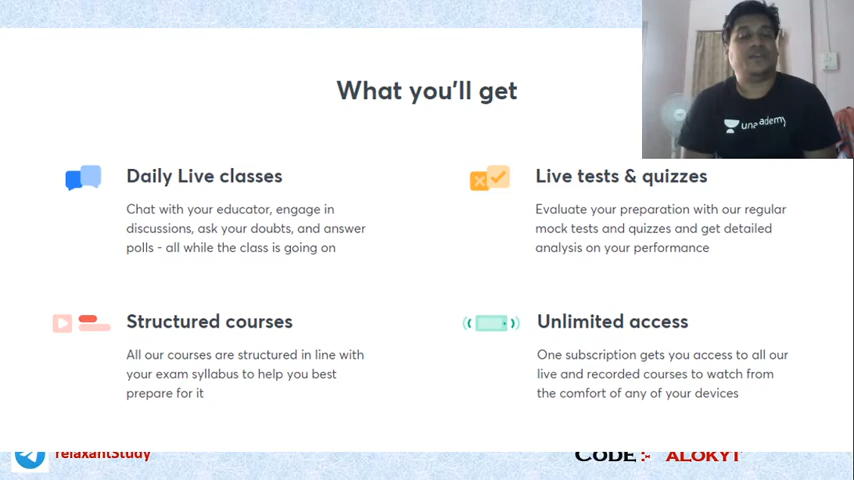 What you'll get
unacademy
Daily Live classes
Chat with your educator, engage in
discussions, ask your doubts, and answer
polls - all while the class is going on
Live tests & quizzes
Evaluate your preparation with our regular
mock tests and quizzes and get detailed
analysis on your performance
Structured courses
All our courses are structured in line with
your exam syllabus to help you best
prepare for it
Unlimited access
One subscription gets you access to all our
live and recorded courses to watch from
the comfort of any of your devices
relaxantStudy
CODE :- ALOKYT